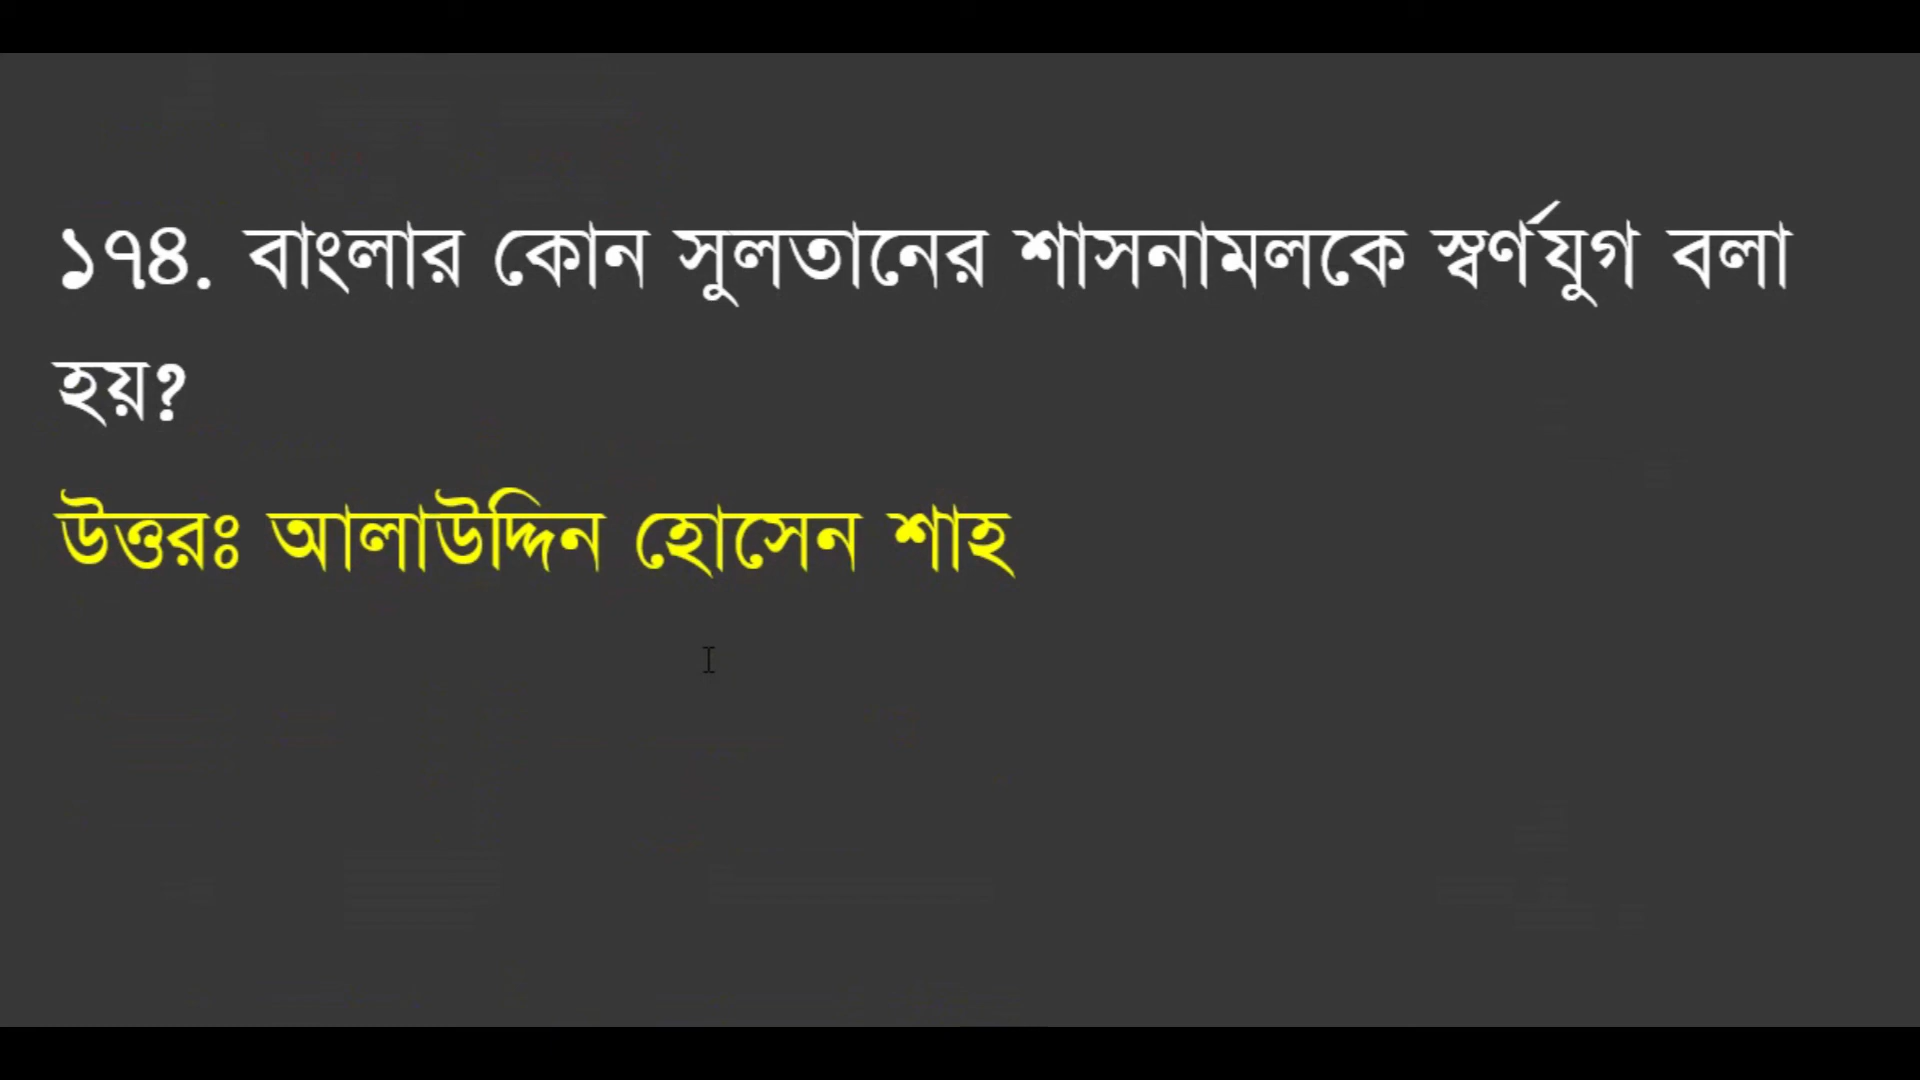 ১৭৪. বাংলার কোন সুলতানের শাসনামলকে স্বর্ণযুগ বলা
হয়?
উত্তরঃ আলাউদ্দিন হোসেন শাহ